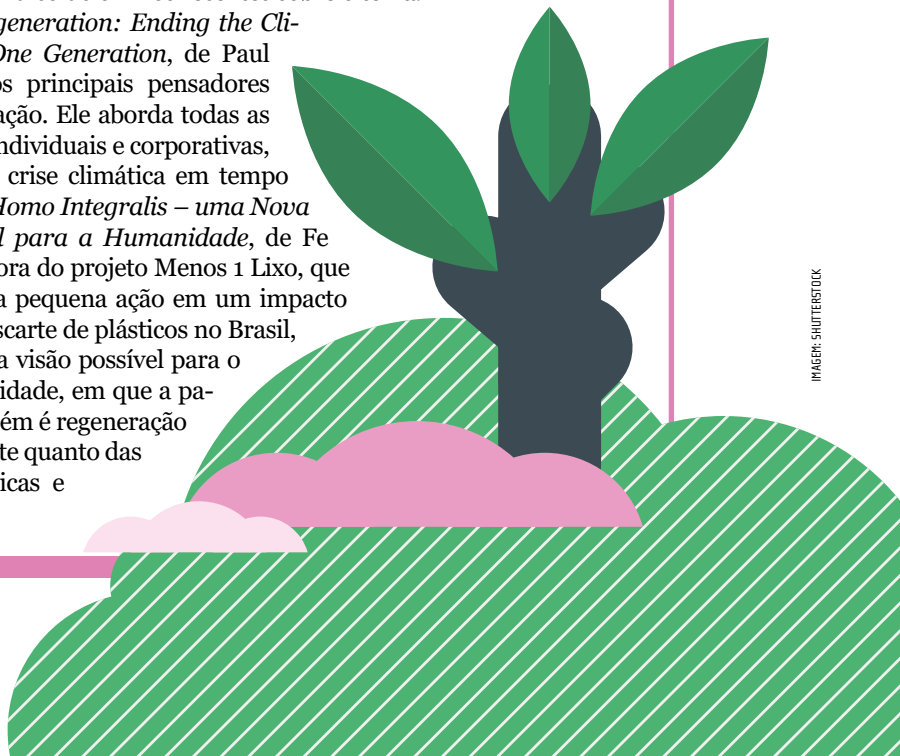 generation: Ending the Cli-
One Generation, de Paul
os principais pensadores
ação. Ele aborda todas as
ndividuais e corporativas,
crise climática em tempo
Homo Integralis – uma Nova
l para a Humanidade, de Fe
ora do projeto Menos 1 Lixo, que
a pequena ação em um impacto
scarte de plásticos no Brasil,
a visão possível para o
idade, em que a pa-
ém é regeneração
te quanto das
icas e
IMAGEM: SHUTTERSTOCK